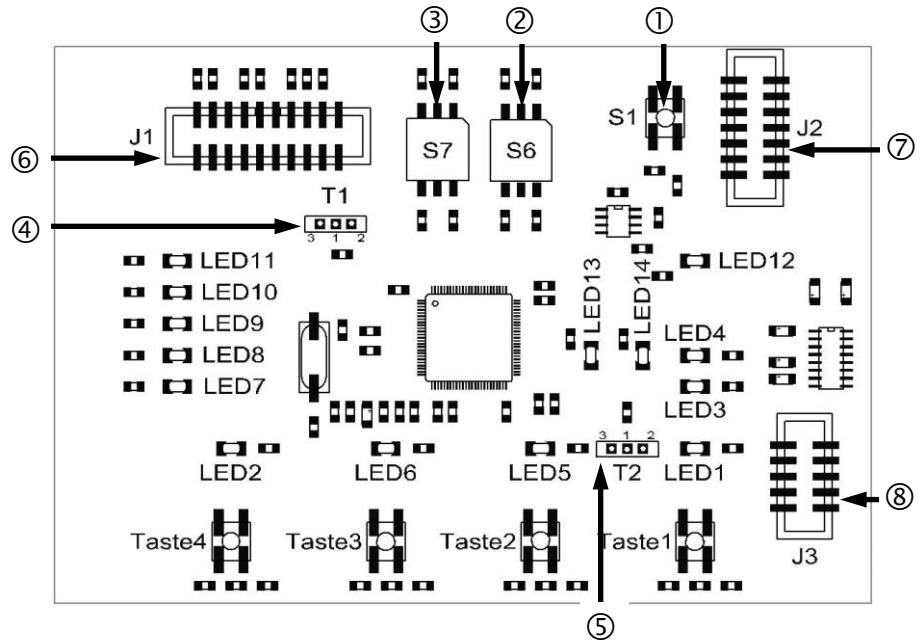 ③ ② ①
J1 S7 S6 S1 J2
⑥ ⑦
T1
④ 3 1 2
LED11 LED13 LED14 LED12
LED10
LED9
LED8 LED4
LED7 LED3
3 1 2
LED2 LED6 LED5 T2 LED1
⑧
Taste4 Taste3 Taste2 Taste1 J3
⑤